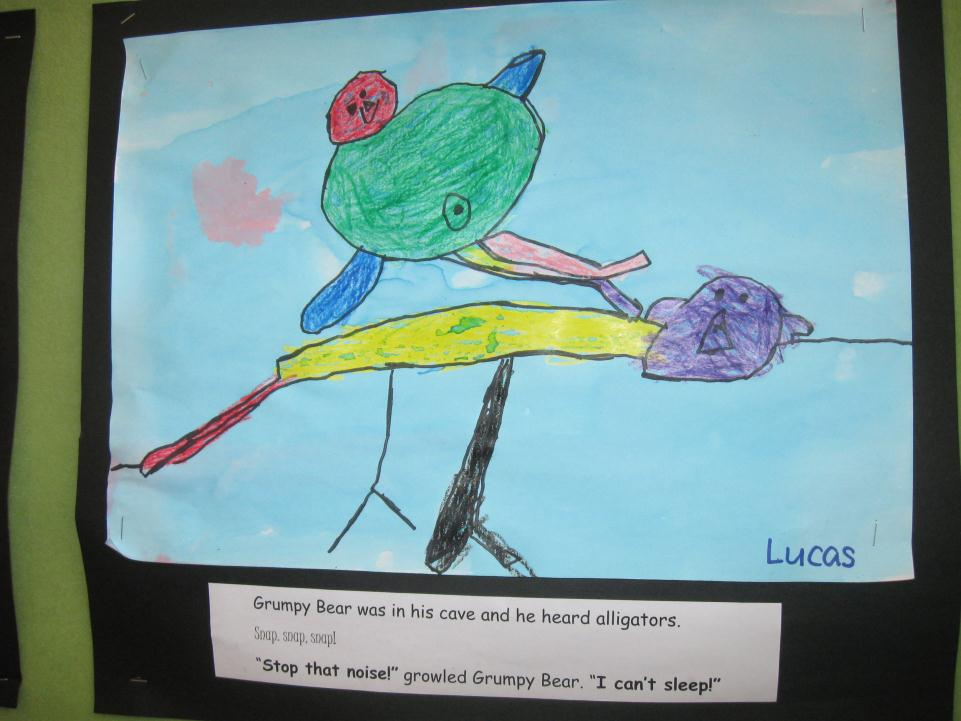 Lucas
Grumpy Bear was in his cave and he heard alligators.
Snap, snap, snap!
“Stop that noise!” growled Grumpy Bear. “I can’t sleep!”